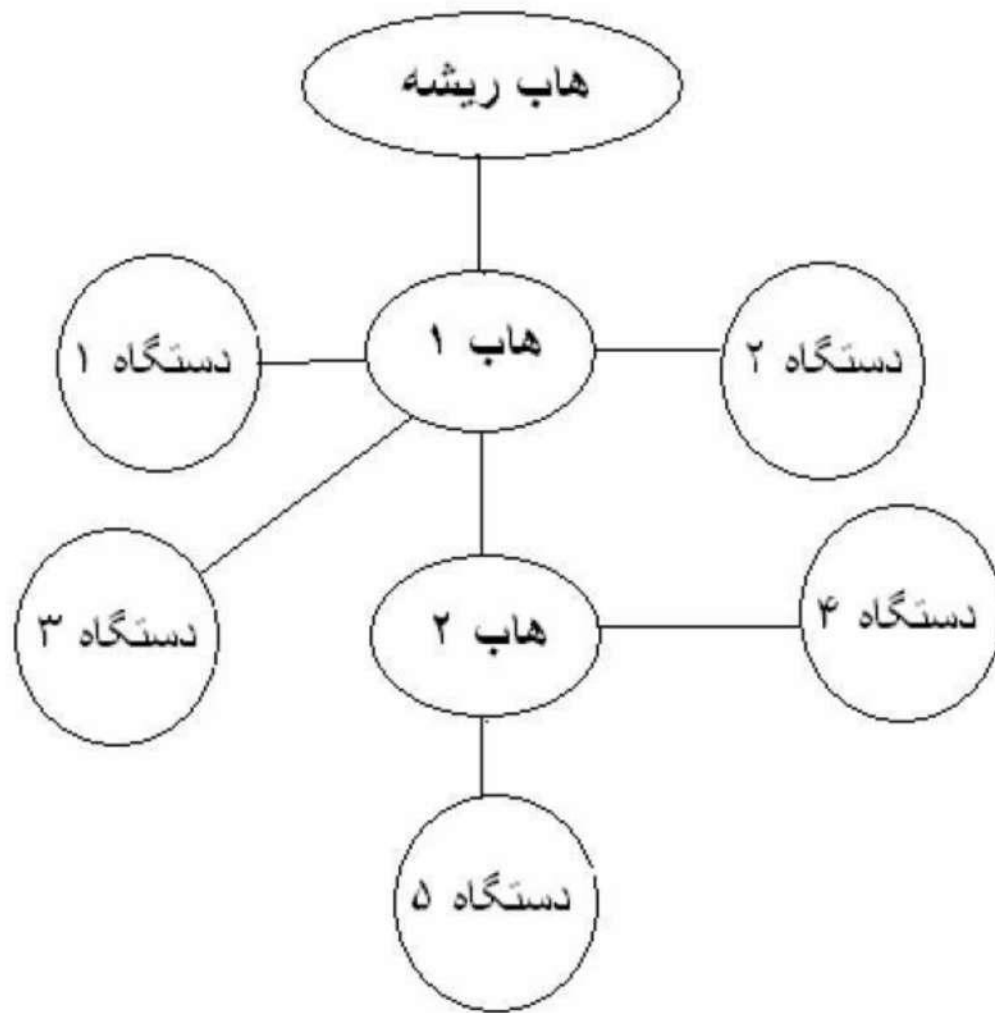 هاب ریشه
دستگاه ۱
هاب ۱
دستگاه ۲
دستگاه ۳
هاب ۲
دستگاه ۴
دستگاه ۵